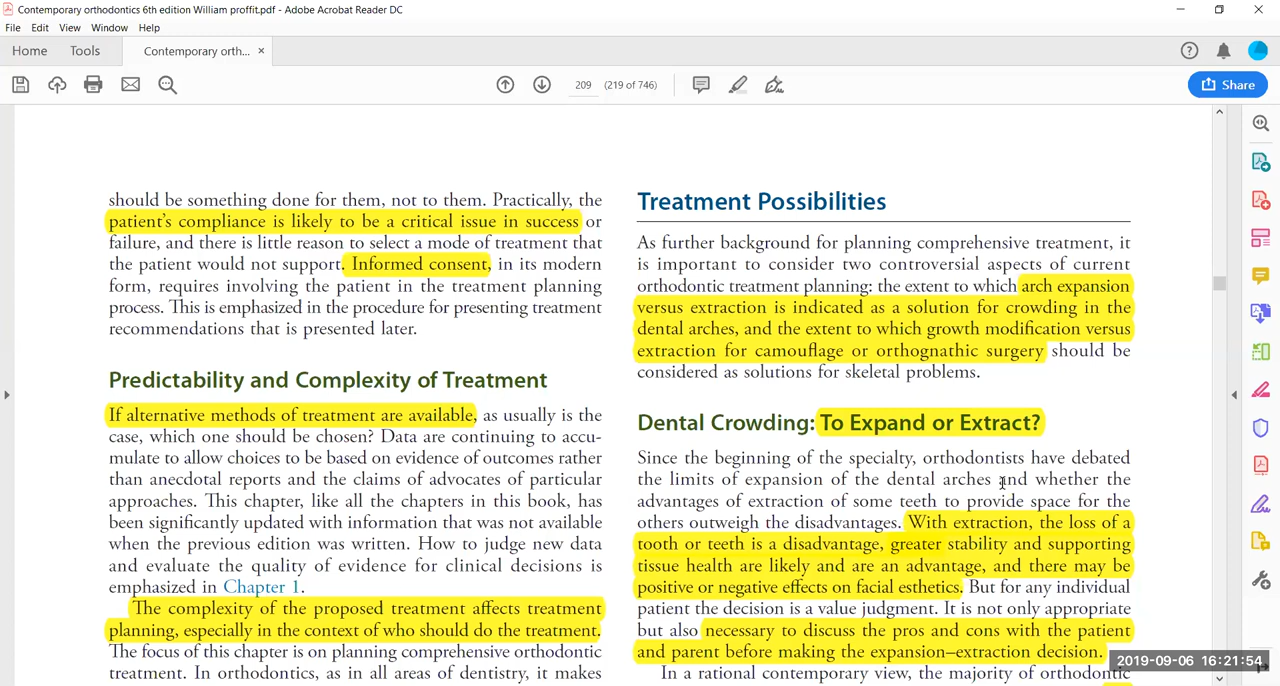 Contemporary orthodontics 6th edition William proffit.pdf - Adobe Acrobat Reader DC
File Edit View Window Help
Home Tools Contemporary orth... ×
209 (219 of 746) Share
should be something done for them, not to them. Practically, the
patient's compliance is likely to be a critical issue in success or
failure, and there is little reason to select a mode of treatment that
the patient would not support. Informed consent, in its modern
form, requires involving the patient in the treatment planning
process. This is emphasized in the procedure for presenting treatment
recommendations that is presented later.
Predictability and Complexity of Treatment
If alternative methods of treatment are available, as usually is the
case, which one should be chosen? Data are continuing to accu-
mulate to allow choices to be based on evidence of outcomes rather
than anecdotal reports and the claims of advocates of particular
approaches. This chapter, like all the chapters in this book, has
been significantly updated with information that was not available
when the previous edition was written. How to judge new data
and evaluate the quality of evidence for clinical decisions is
emphasized in Chapter 1.
The complexity of the proposed treatment affects treatment
planning, especially in the context of who should do the treatment.
The focus of this chapter is on planning comprehensive orthodontic
treatment. In orthodontics, as in all areas of dentistry, it makes
Treatment Possibilities
As further background for planning comprehensive treatment, it
is important to consider two controversial aspects of current
orthodontic treatment planning: the extent to which arch expansion
versus extraction is indicated as a solution for crowding in the
dental arches, and the extent to which growth modification versus
extraction for camouflage or orthognathic surgery should be
considered as solutions for skeletal problems.
Dental Crowding: To Expand or Extract?
Since the beginning of the specialty, orthodontists have debated
the limits of expansion of the dental arches and whether the
advantages of extraction of some teeth to provide space for the
others outweigh the disadvantages. With extraction, the loss of a
tooth or teeth is a disadvantage, greater stability and supporting
tissue health are likely and are an advantage, and there may be
positive or negative effects on facial esthetics. But for any individual
patient the decision is a value judgment. It is not only appropriate
but also necessary to discuss the pros and cons with the patient
and parent before making the expansion–extraction decision.
In a rational contemporary view, the majority of orthodontic
2019-09-06 16:21:54